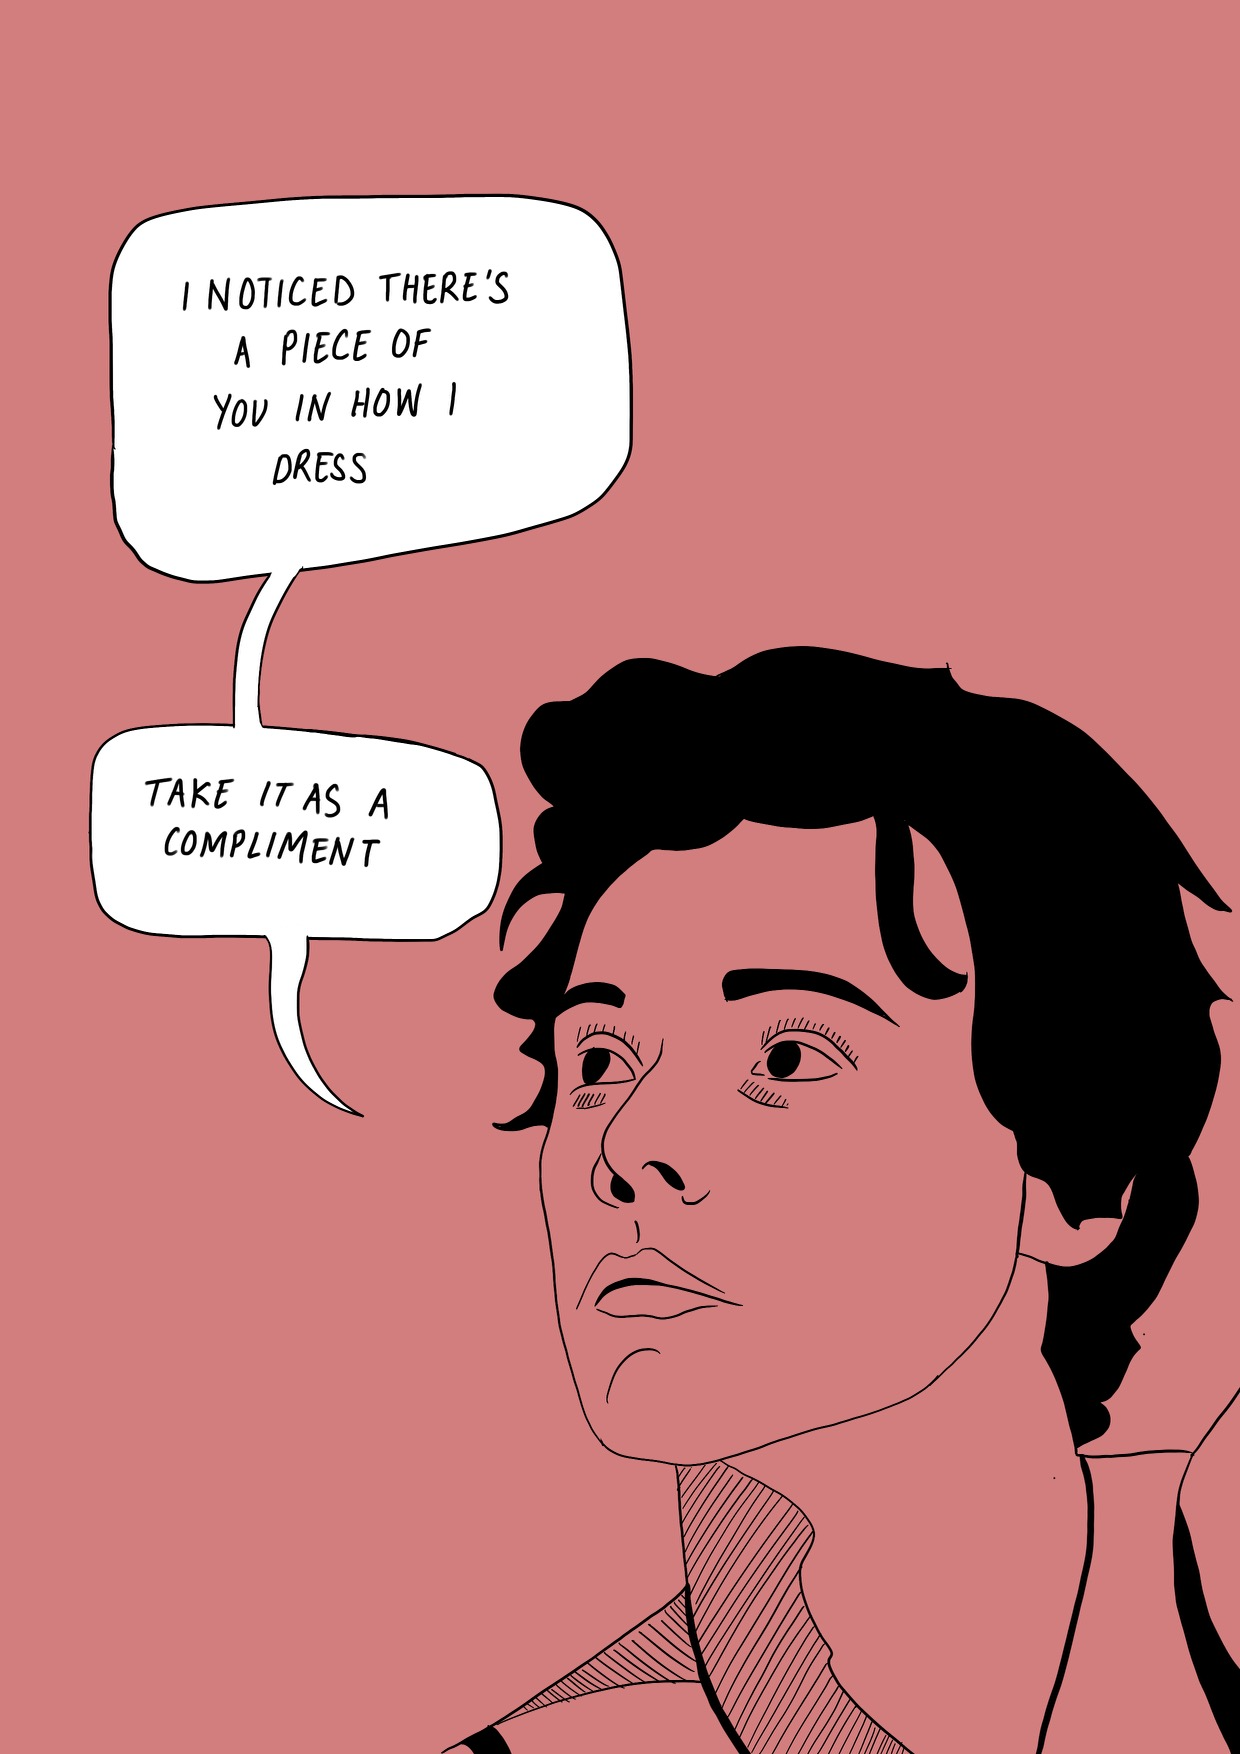 I NOTICED THERE'S
A PIECE OF
YOU IN HOW I
DRESS
TAKE IT AS A
COMPLIMENT